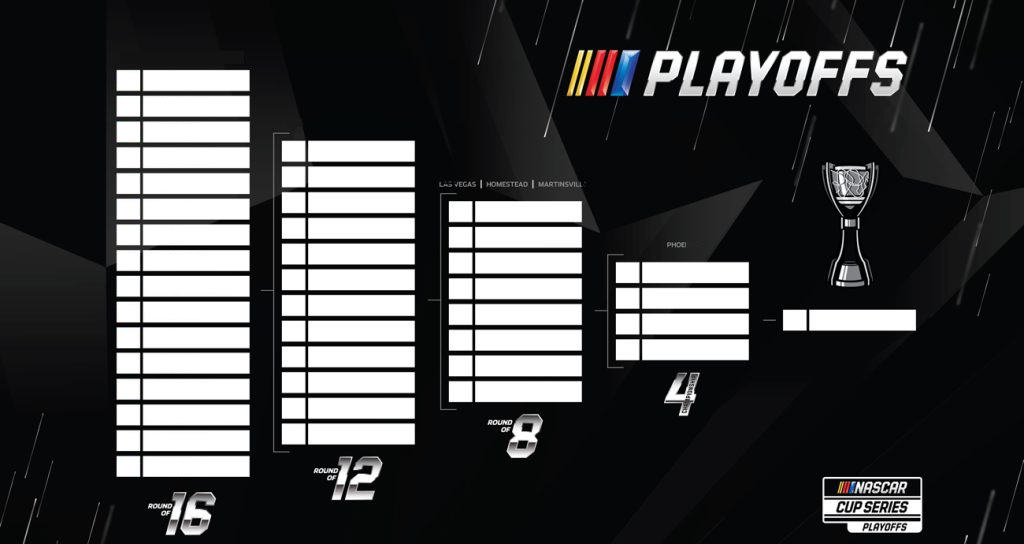 PLAYOFFS
LAS VEGAS | HOMESTEAD | MARTINSVILLE
PHOE
ROUND
OF 16
ROUND
OF 12
ROUND
OF 8
CHAMPIONSHIP
4
NASCAR
CUP SERIES
PLAYOFFS